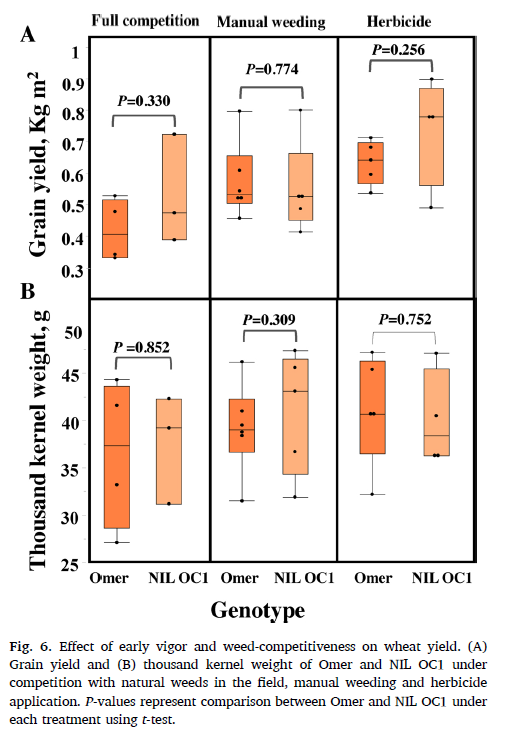 Full competition Manual weeding Herbicide
A
1
0.9
0.8
0.7
0.6
0.5
0.4
0.3
Grain yield, Kg m²
P=0.330
P=0.774
P=0.256
B
50
45
40
35
30
25
Thousand kernel weight, g
P =0.852
P=0.309
P=0.752
Omer NIL OC1 Omer NIL OC1 Omer NIL OC1
Genotype
Fig. 6. Effect of early vigor and weed-competitiveness on wheat yield. (A)
Grain yield and (B) thousand kernel weight of Omer and NIL OC1 under
competition with natural weeds in the field, manual weeding and herbicide
application. P-values represent comparison between Omer and NIL OC1 under
each treatment using t-test.